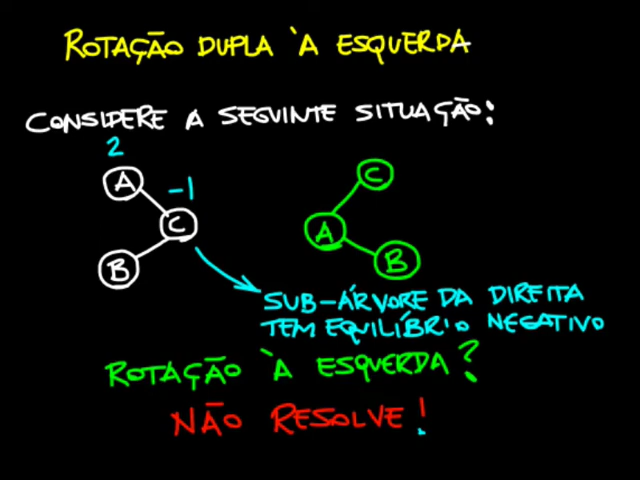 ROTAÇÃO DUPLA À ESQUERDA
CONSIDERE A SEGUINTE SITUAÇÃO:
2
A
-1
C
B
C
A
B
SUB-ÁRVORE DA DIREITA
TEM EQUILÍBRIO NEGATIVO
ROTAÇÃO À ESQUERDA?
NÃO RESOLVE!